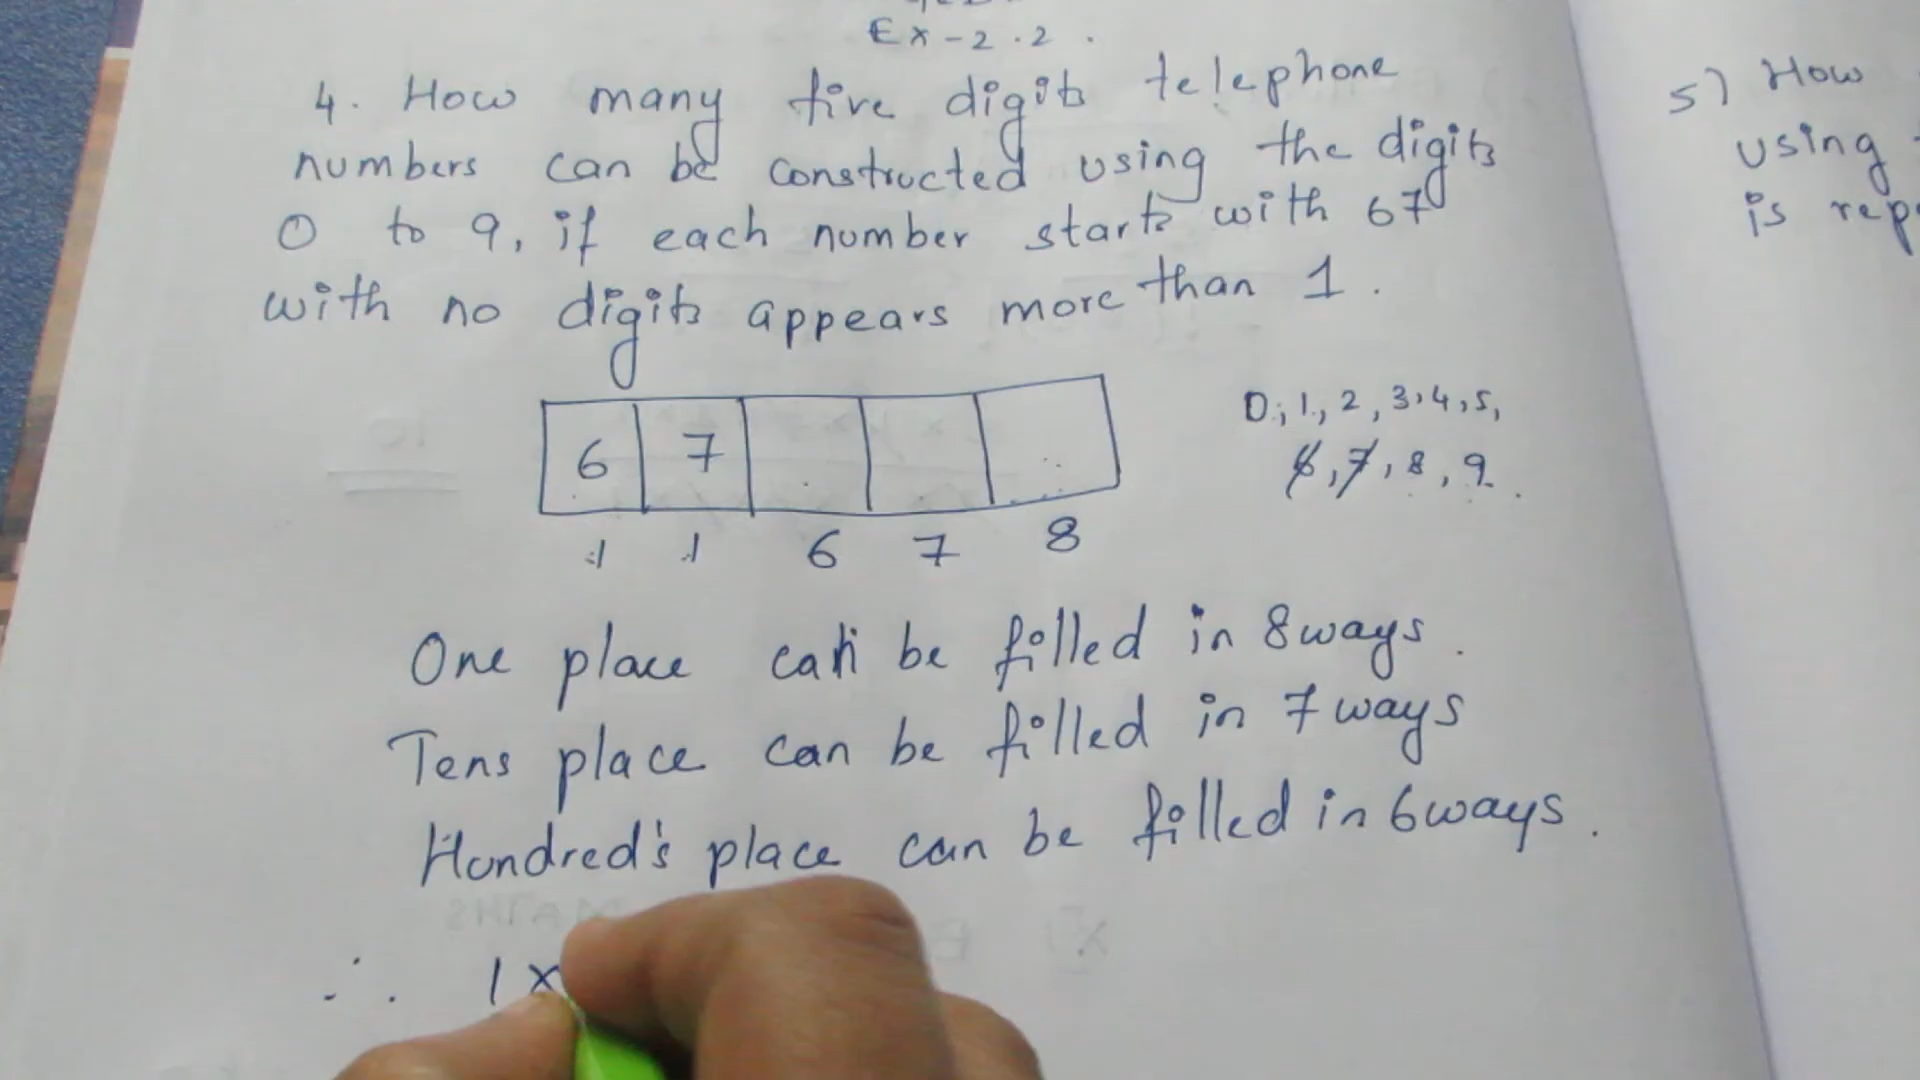 Ex-2.2.
4. How many five digits telephone
numbers can be constructed using the digits
0 to 9, if each number starts with 67
with no digits appears more than 1.
6 7
0, 1, 2, 3, 4, 5,
6, 7, 8, 9.
1 1 6 7 8
One place can be filled in 8 ways.
Tens place can be filled in 7 ways
Hundred's place can be filled in 6 ways.
∴ 1 ×
5) How
using
is